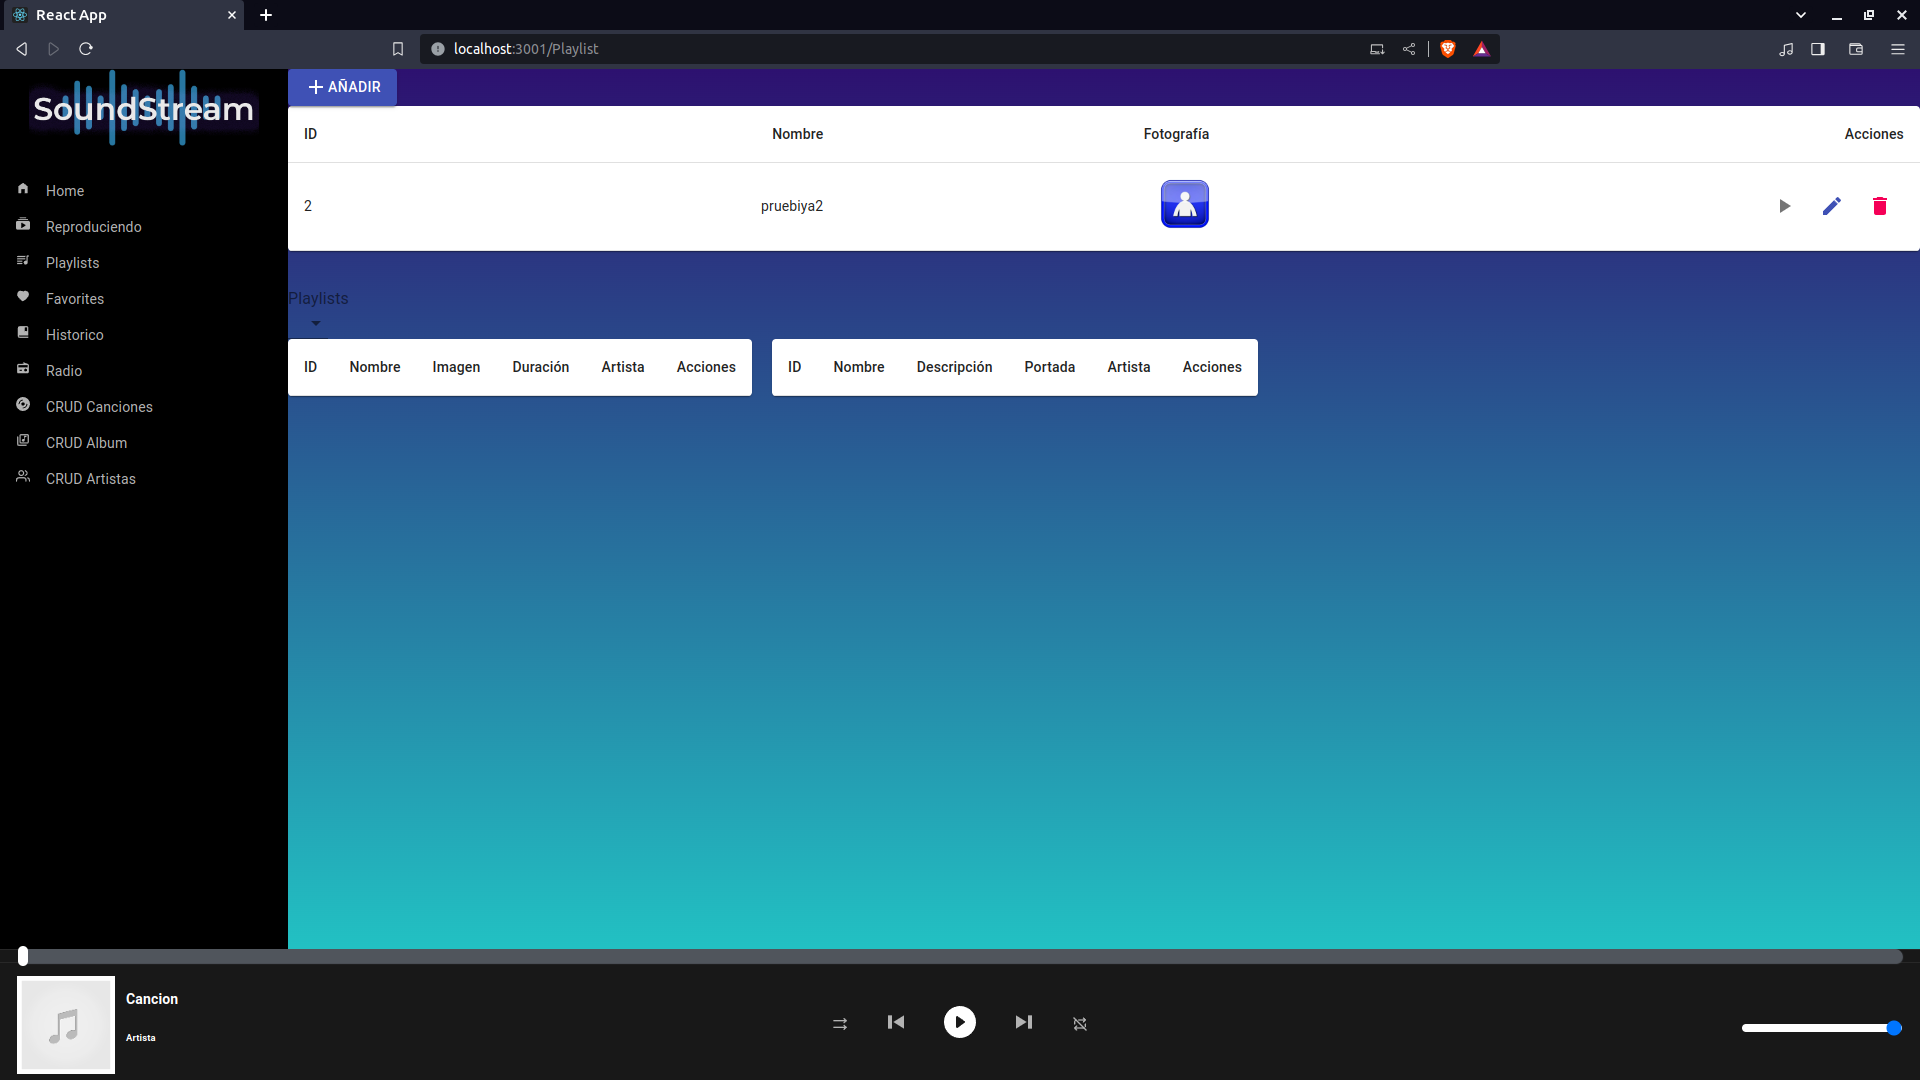 React App
localhost:3001/Playlist
SoundStream
Home
Reproduciendo
Playlists
Favorites
Historico
Radio
CRUD Canciones
CRUD Album
CRUD Artistas
AÑADIR
ID Nombre Fotografía Acciones
2 pruebiya2
Playlists
ID Nombre Imagen Duración Artista Acciones
ID Nombre Descripción Portada Artista Acciones
Cancion
Artista